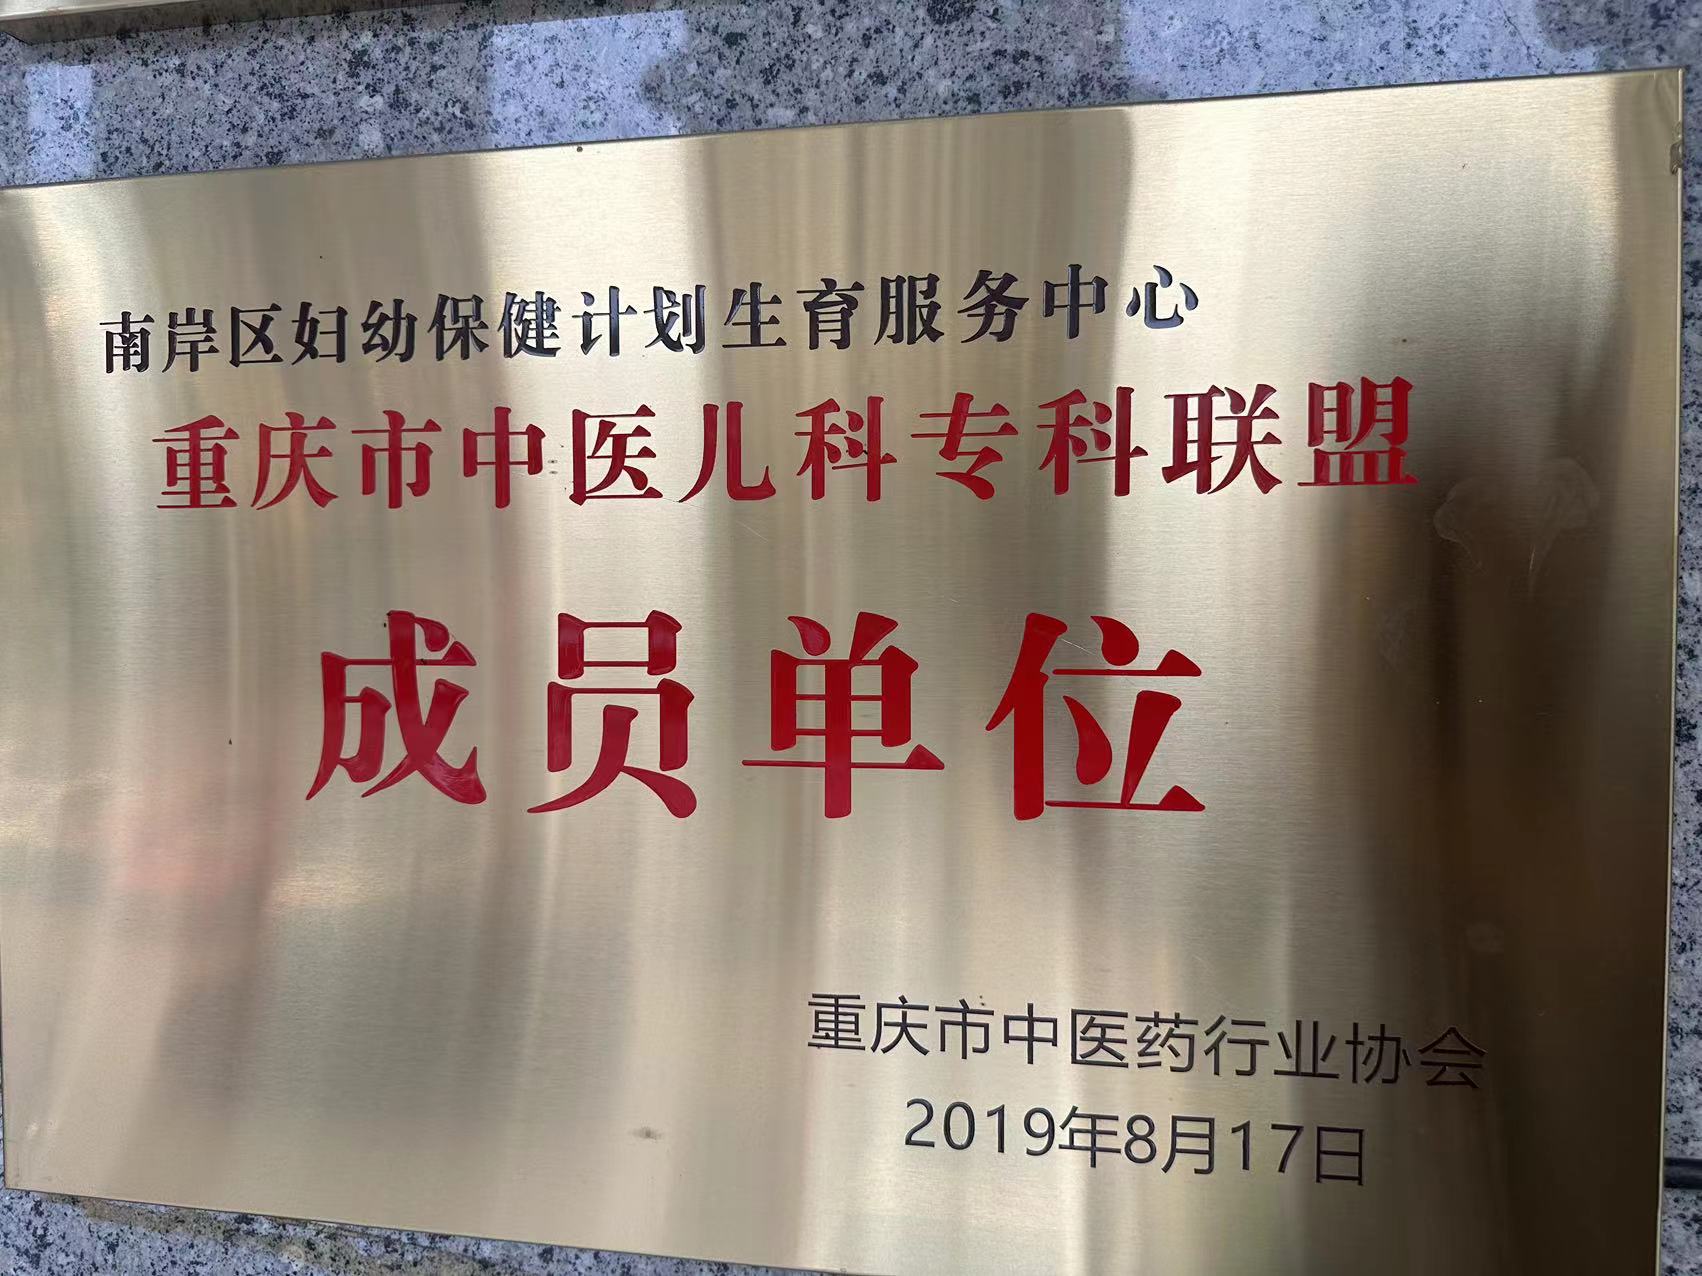 南岸区妇幼保健计划生育服务中心
重庆市中医儿科专科联盟
成员单位
重庆市中医药行业协会
2019年8月17日